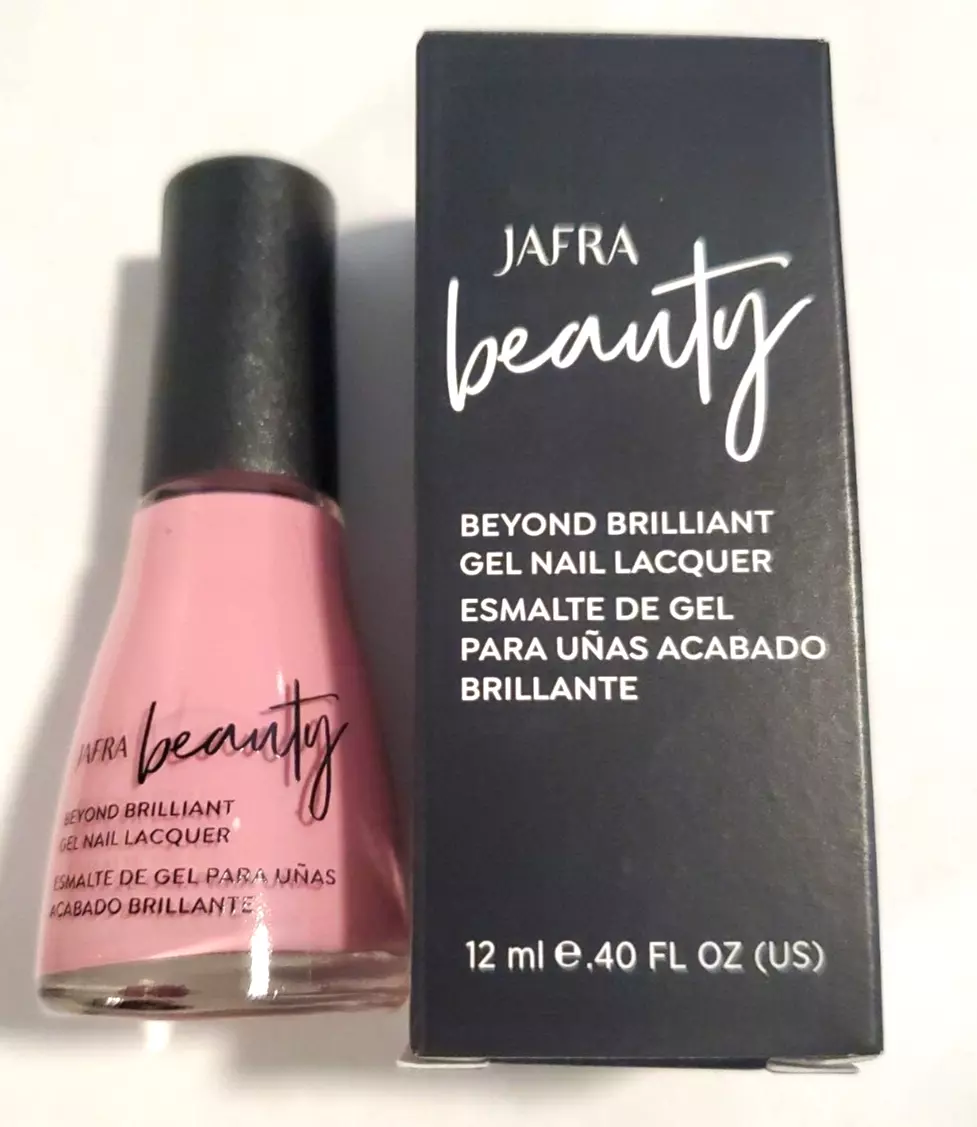 JAFRA
beauty
BEYOND BRILLIANT
GEL NAIL LACQUER
ESMALTE DE GEL
PARA UÑAS ACABADO
BRILLANTE
12 ml e .40 FL OZ (US)
JAFRA beauty
BEYOND BRILLIANT
GEL NAIL LACQUER
ESMALTE DE GEL PARA UÑAS
ACABADO BRILLANTE